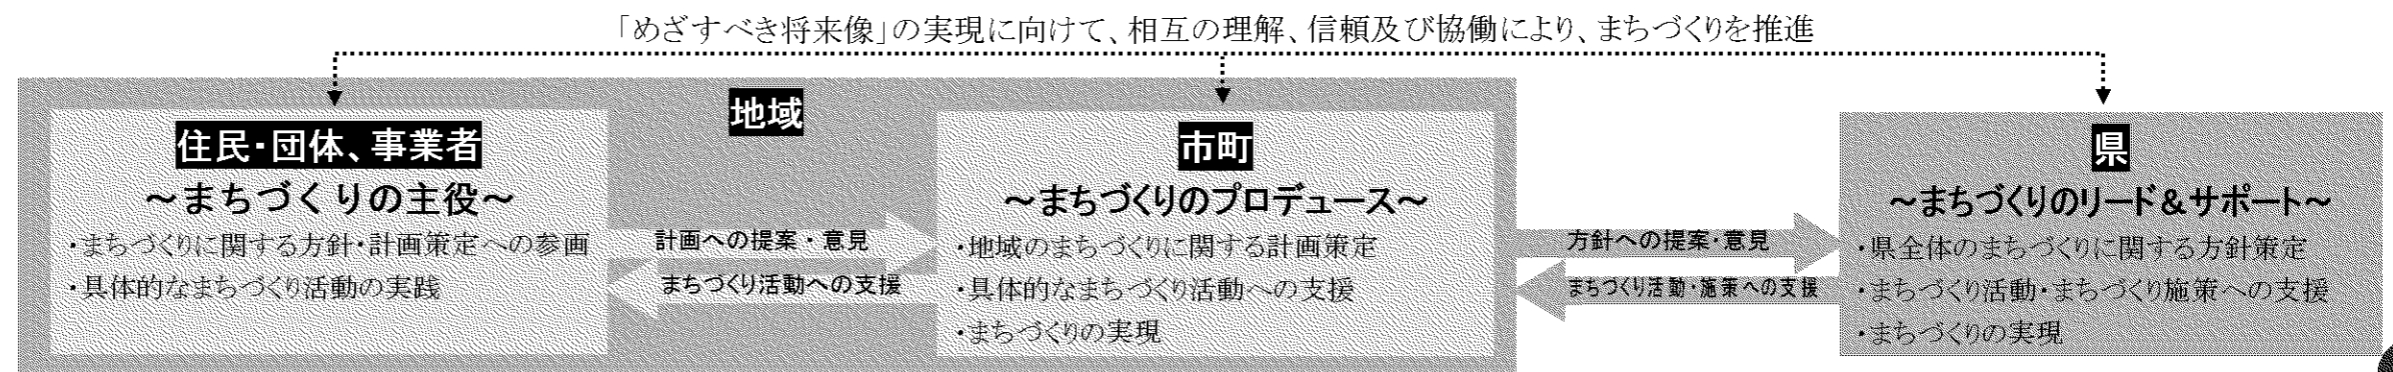 「めざすべき将来像」の実現に向けて、相互の理解、信頼及び協働により、まちづくりを推進
地域
住民・団体、事業者
～まちづくりの主役～
・まちづくりに関する方針・計画策定への参画
・具体的なまちづくり活動の実践
計画への提案・意見
まちづくり活動への支援
市町
～まちづくりのプロデュース～
・地域のまちづくりに関する計画策定
・具体的なまちづくり活動への支援
・まちづくりの実現
方針への提案・意見
まちづくり活動・施策への支援
県
～まちづくりのリード&サポート～
・県全体のまちづくりに関する方針策定
・まちづくり活動・まちづくり施策への支援
・まちづくりの実現